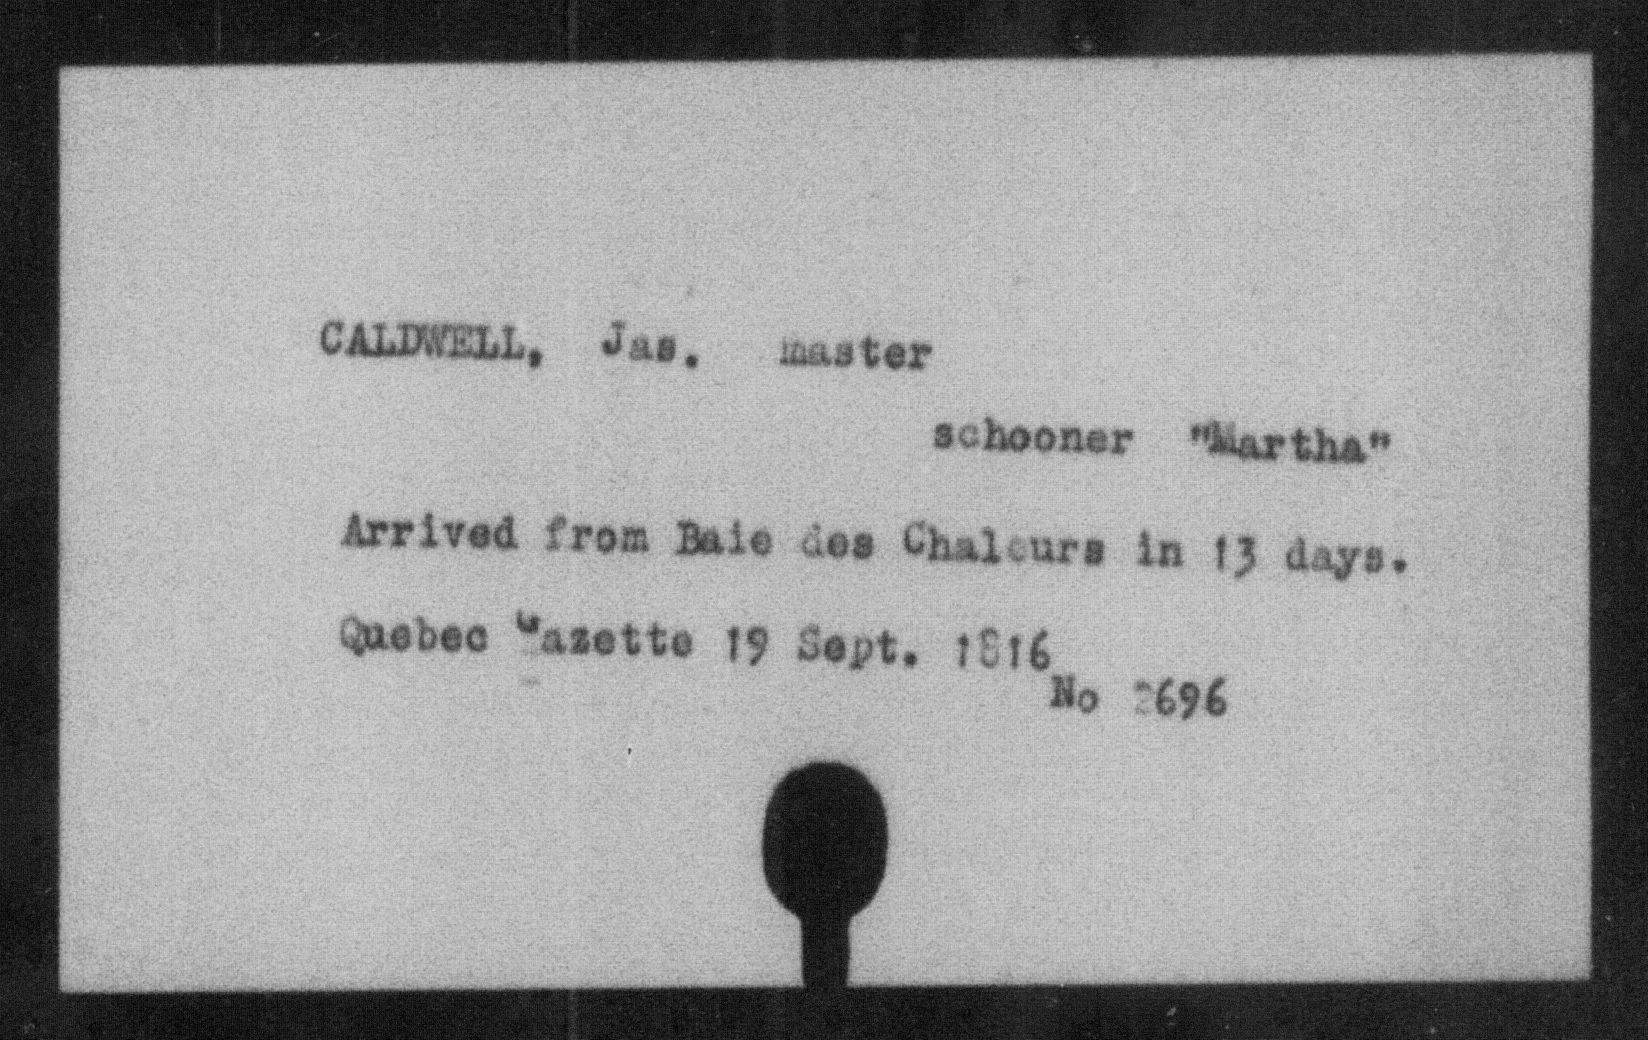 CALDWELL, Jas. master
schooner "Martha"
Arrived from Baie des Chaleurs in 13 days.
Quebec Gazette 19 Sept. 1816
No 2696